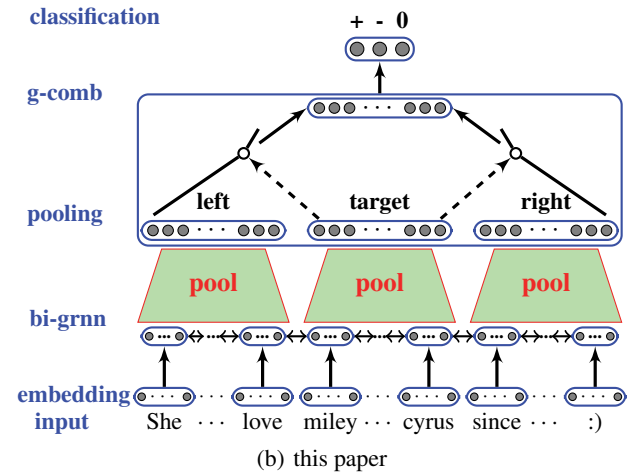 classification
+ - 0
g-comb
· · ·
pooling
left target right
· · · · · · · · ·
pool pool pool
bi-grnn
embedding
input
She · · · love miley · · · cyrus since · · · :)
(b) this paper